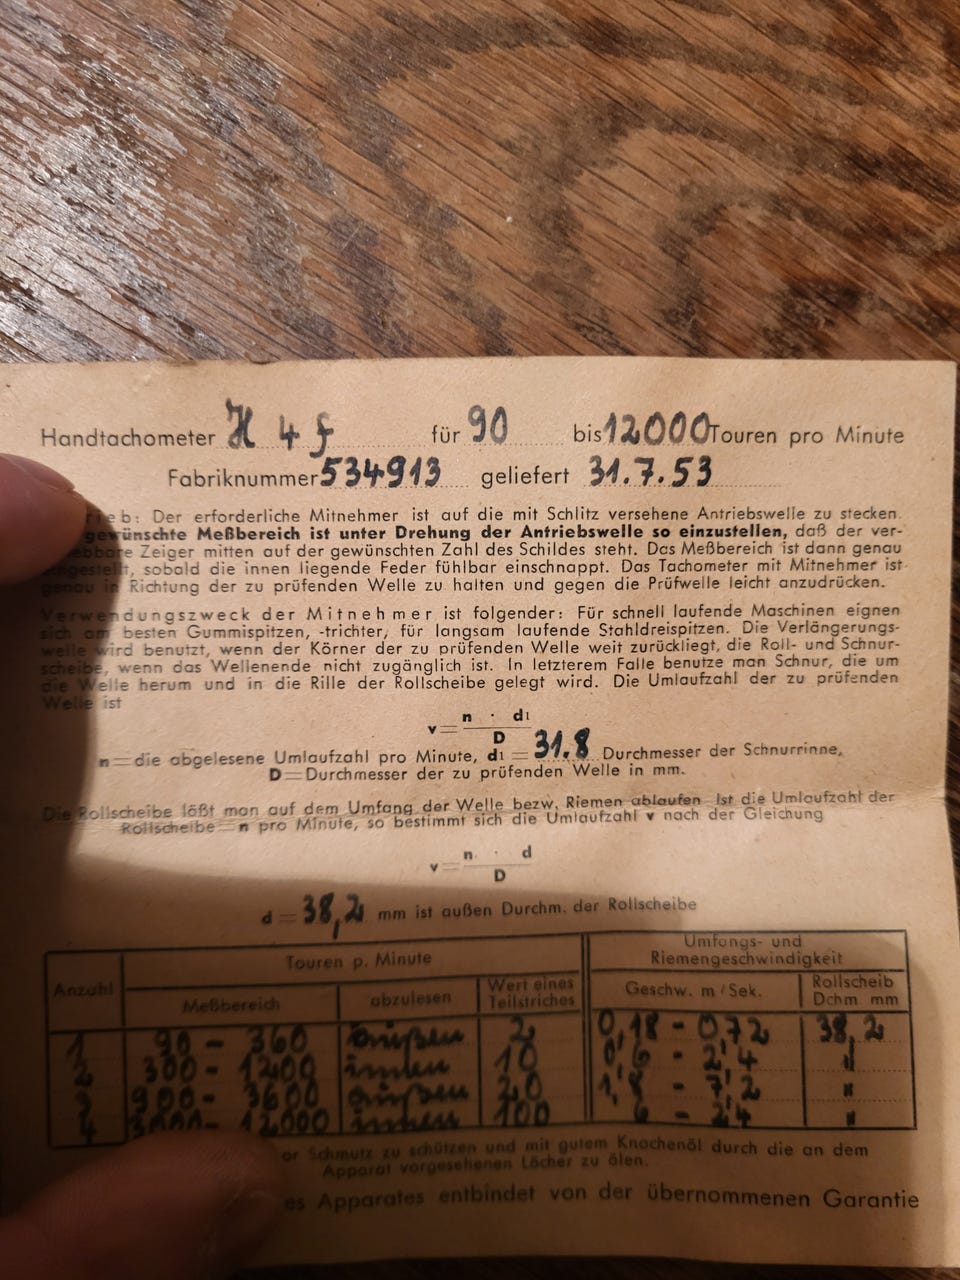 Handtachometer H 4 f für 90 bis 12000 Touren pro Minute
Fabriknummer 534913 geliefert 31.7.53
rieb: Der erforderliche Mitnehmer ist auf die mit Schlitz versehene Antriebswelle zu stecken.
gewünschte Meßbereich ist unter Drehung der Antriebswelle so einzustellen, daß der ver-
ebbare Zeiger mitten auf der gewünschten Zahl des Schildes steht. Das Meßbereich ist dann genau
ingestellt, sobald die innen liegende Feder fühlbar einschnappt. Das Tachometer mit Mitnehmer ist
genau in Richtung der zu prüfenden Welle zu halten und gegen die Prüfwelle leicht anzudrücken.
Verwendungszweck der Mitnehmer ist folgender: Für schnell laufende Maschinen eignen
sich am besten Gummispitzen, -trichter, für langsam laufende Stahldreispitzen. Die Verlängerungs-
welle wird benutzt, wenn der Körner der zu prüfenden Welle weit zurückliegt, die Roll- und Schnur-
scheibe, wenn das Wellenende nicht zugänglich ist. In letzterem Falle benutze man Schnur, die um
die Welle herum und in die Rille der Rollscheibe gelegt wird. Die Umlaufzahl der zu prüfenden
Welle ist
v = n · d1
D
n = die abgelesene Umlaufzahl pro Minute, d1 = 31.8 Durchmesser der Schnurrinne,
D = Durchmesser der zu prüfenden Welle in mm.
Die Rollscheibe läßt man auf dem Umfang der Welle bezw. Riemen ablaufen Ist die Umlaufzahl der
Rollscheibe = n pro Minute, so bestimmt sich die Umlaufzahl v nach der Gleichung
v = n · d
D
d = 38,2 mm ist außen Durchm. der Rollscheibe
Anzahl Touren p. Minute Umfangs- und Riemengeschwindigkeit
Meßbereich abzulesen Wert eines Teilstriches Geschw. m/Sek. Rollscheib Dchm. mm
1 90 - 360 außen 2 0,18 - 0,72 38,2
2 300 - 1200 innen 10 0,6 - 2,4 "
3 900 - 3600 außen 20 1,8 - 7,2 "
4 3000 - 12000 innen 100 6 - 24 "
or Schmutz zu schützen und mit gutem Knochenöl durch die an dem
Apparat vorgesehenen Löcher zu ölen.
es Apparates entbindet von der übernommenen Garantie